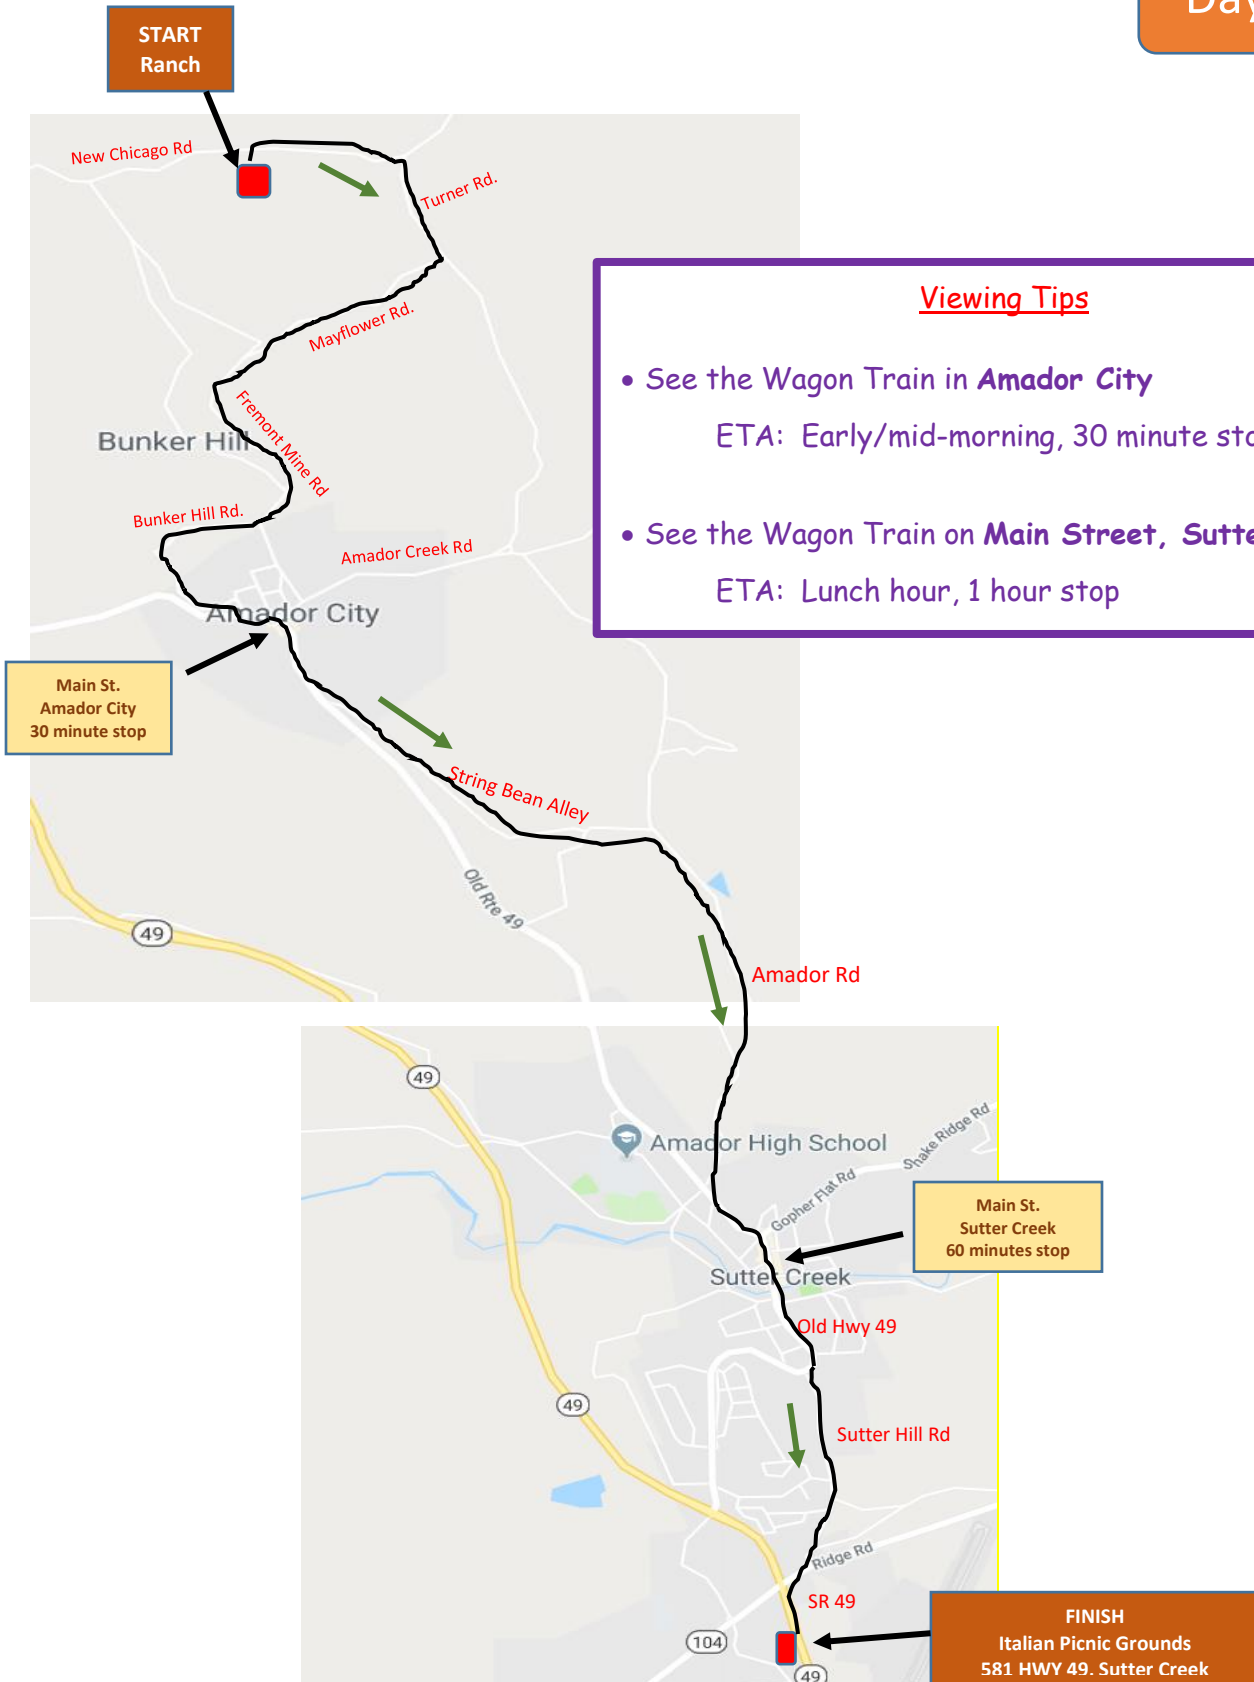 Day
START
Ranch
New Chicago Rd
Turner Rd.
Viewing Tips
Mayflower Rd.
• See the Wagon Train in Amador City
ETA: Early/mid-morning, 30 minute
Fremont Mine Rd
Bunker Hill
Bunker Hill Rd.
Amador Creek Rd
• See the Wagon Train on Main Street,
ETA: Lunch hour, 1 hour stop
Amador City
Main St.
Amador City
30 minute stop
String Bean Alley
Old Rte 49
49
Amador Rd
49
Amador High School
Shake Ridge Rd
Gopher Flat Rd
Main St.
Sutter Creek
60 minutes stop
Sutter Creek
Old Hwy 49
49
Sutter Hill Rd
Ridge Rd
SR 49
104
49
FINISH
Italian Picnic Grounds
581 HWY 49, Sutter Creek